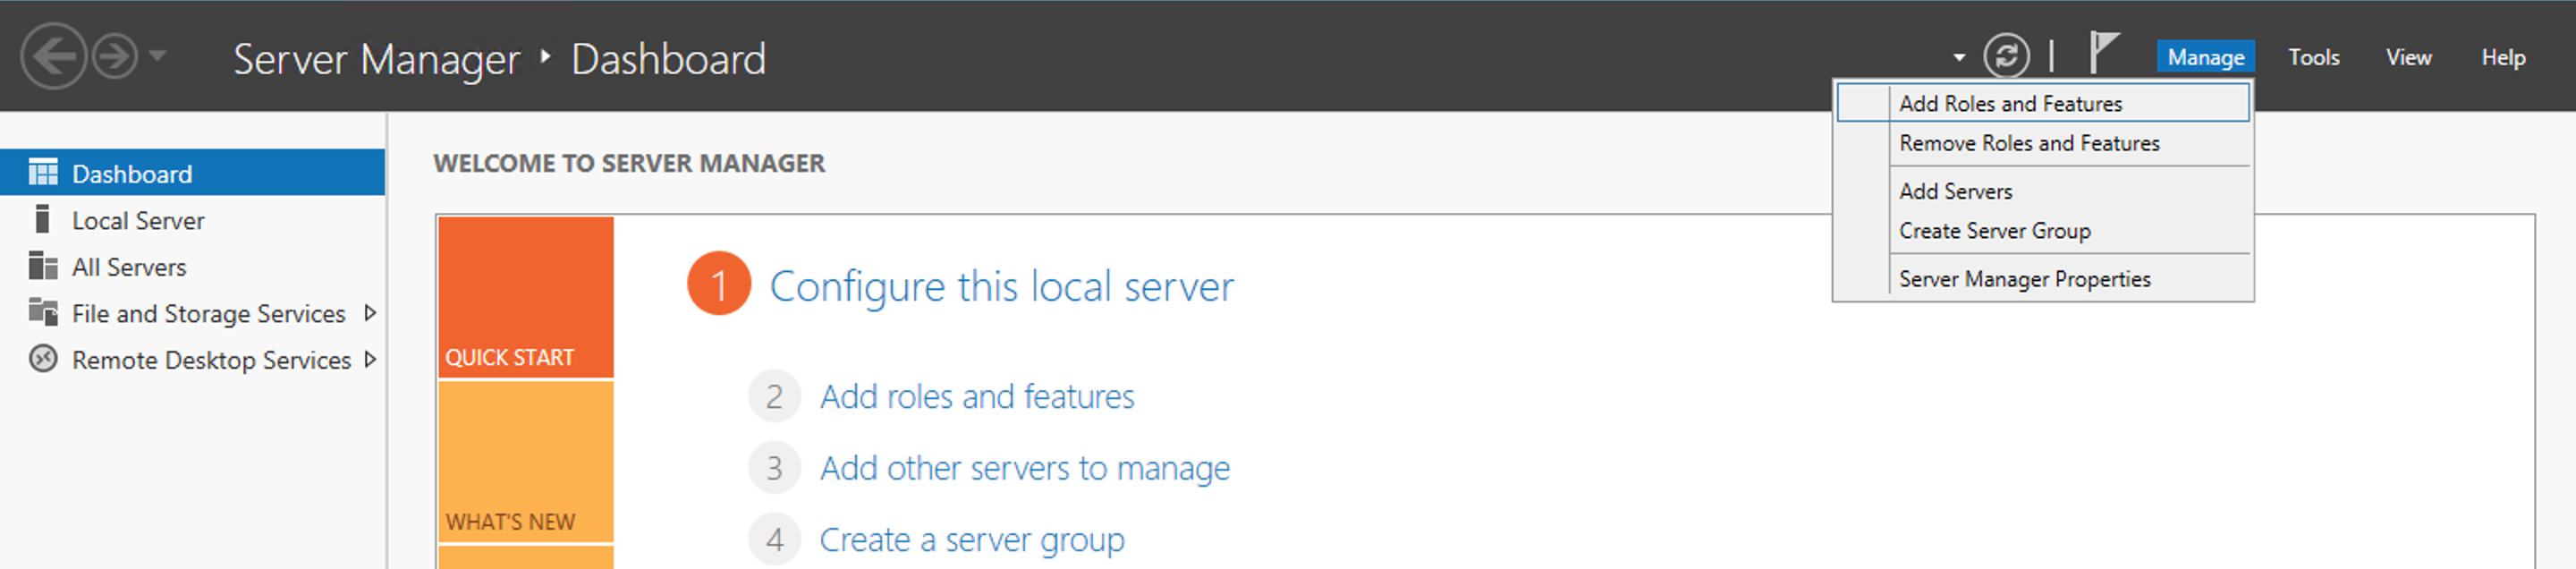 Server Manager ‣ Dashboard
Manage Tools View Help
Add Roles and Features
Remove Roles and Features
Add Servers
Create Server Group
Server Manager Properties
Dashboard
Local Server
All Servers
File and Storage Services
Remote Desktop Services
WELCOME TO SERVER MANAGER
QUICK START
WHAT'S NEW
1 Configure this local server
2 Add roles and features
3 Add other servers to manage
4 Create a server group